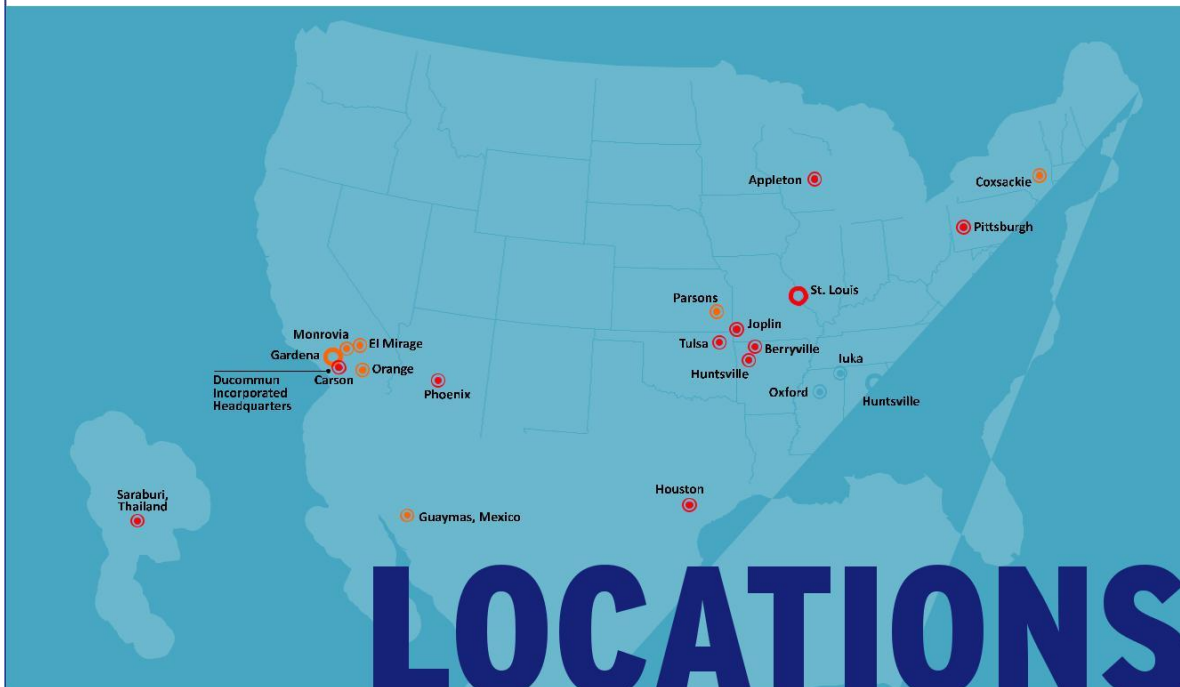 Appleton
Coxsackie
Pittsburgh
St. Louis
Parsons
Joplin
Monrovia
El Mirage
Tulsa
Berryville
Gardena
Iuka
Huntsville
Orange
Carson
Ducommun
Incorporated
Headquarters
Phoenix
Oxford
Huntsville
Saraburi,
Thailand
Houston
Guaymas, Mexico
LOCATIONS